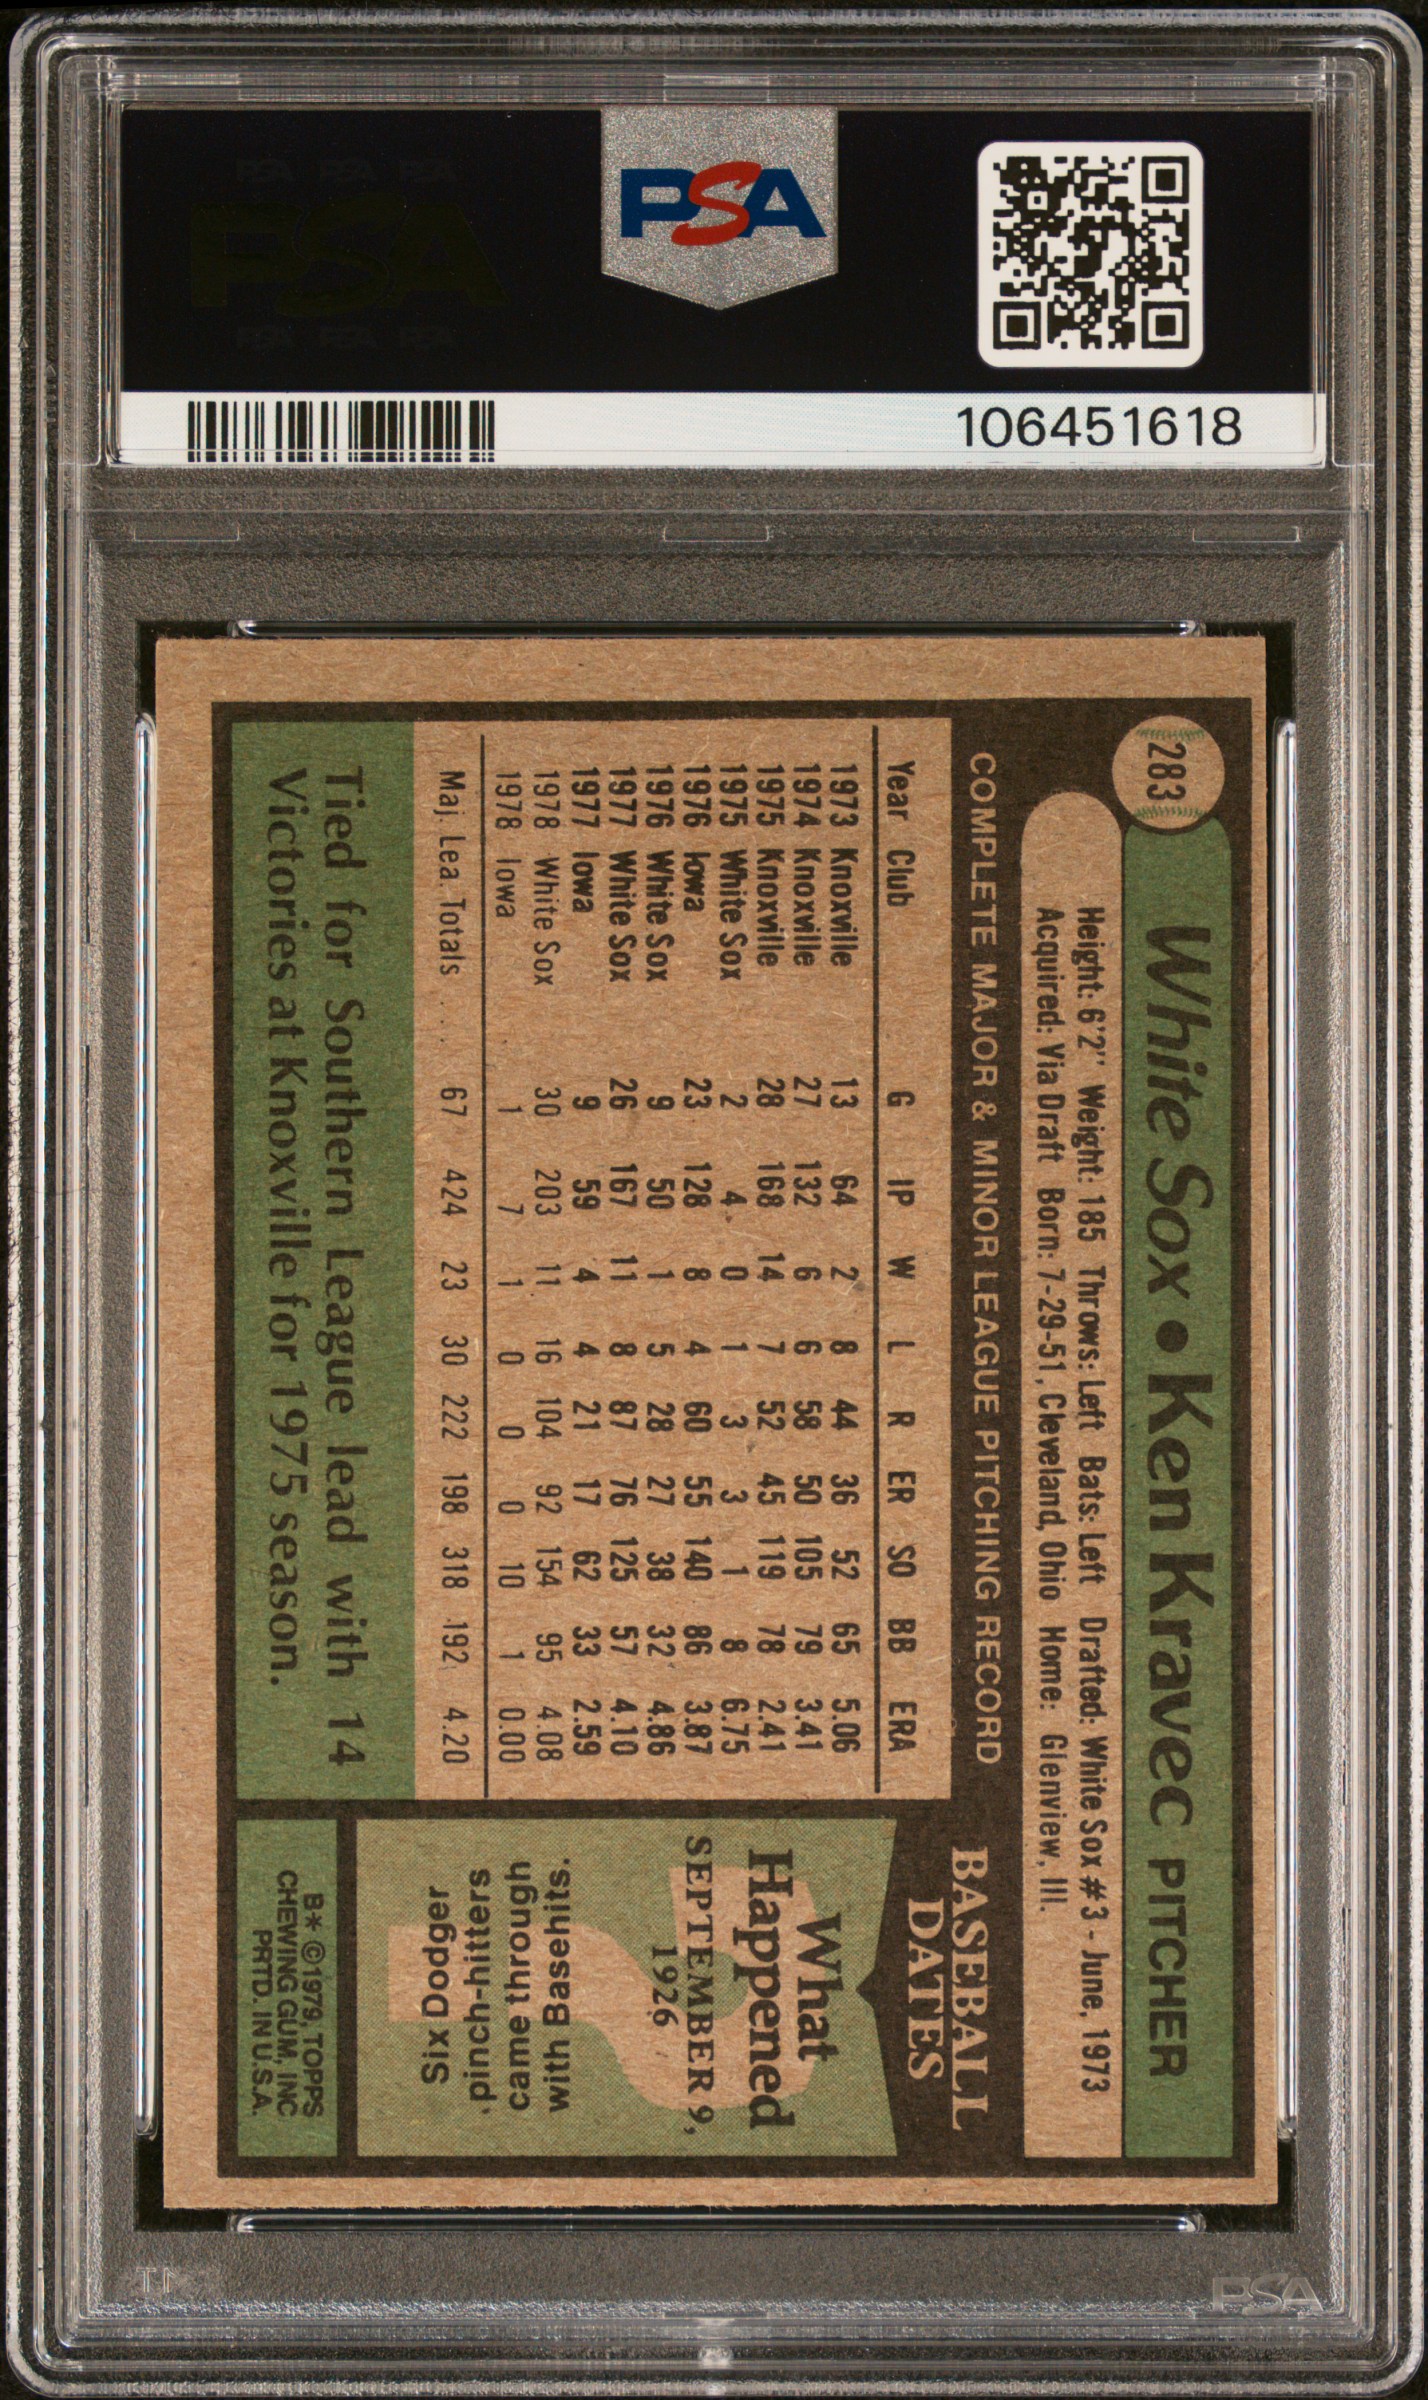 PSA
106451618
283
White Sox • Ken Kravec PITCHER
Height: 6'2" Weight: 185 Throws: Left Bats: Left Drafted: White Sox #3 - June, 1973
Acquired: Via Draft Born: 7-29-51, Cleveland, Ohio Home: Glenview, Ill.
COMPLETE MAJOR & MINOR LEAGUE PITCHING RECORD
Year Club G IP W L R ER SO BB ERA
1973 Knoxville 13 64 2 8 44 36 52 65 5.06
1974 Knoxville 27 132 6 6 58 50 105 79 3.41
1975 Knoxville 28 168 14 7 52 45 119 78 2.41
1975 White Sox 2 4 0 1 3 3 1 8 6.75
1976 Iowa 23 128 8 4 60 55 140 86 3.87
1976 White Sox 9 50 1 5 28 27 38 32 4.86
1977 White Sox 26 167 11 8 87 76 125 57 4.10
1977 Iowa 9 59 4 4 21 17 62 33 2.59
1978 White Sox 30 203 11 16 104 92 154 95 4.08
1978 Iowa 1 7 1 0 0 0 10 1 0.00
Maj. Lea. Totals . . . 67 424 23 30 222 198 318 192 4.20
Tied for Southern League lead with 14
Victories at Knoxville for 1975 season.
BASEBALL
DATES
What
Happened
SEPTEMBER 9,
1926
Six Dodger
pinch-hitters
came through
with Basehits.
B* ©1979, TOPPS
CHEWING GUM, INC
PRTD. IN U.S.A.
PSA